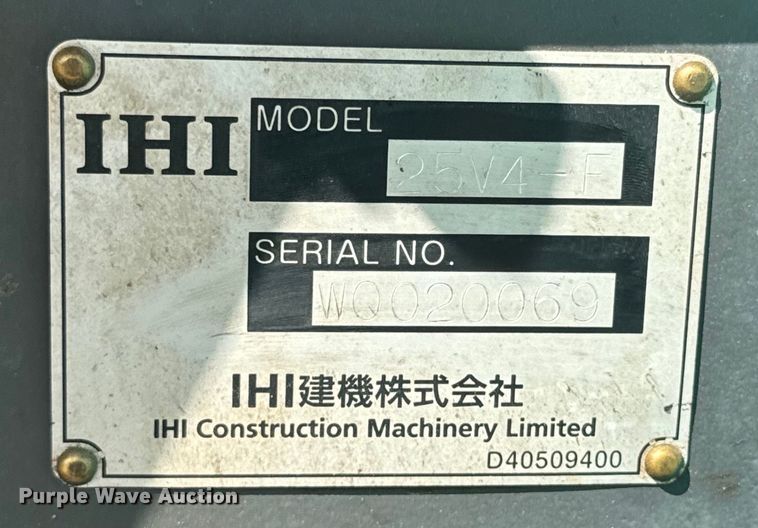 IHI
MODEL
25V4-F
SERIAL NO.
WQ020069
IHI建機株式会社
IHI Construction Machinery Limited
D40509400
Purple Wave Auction